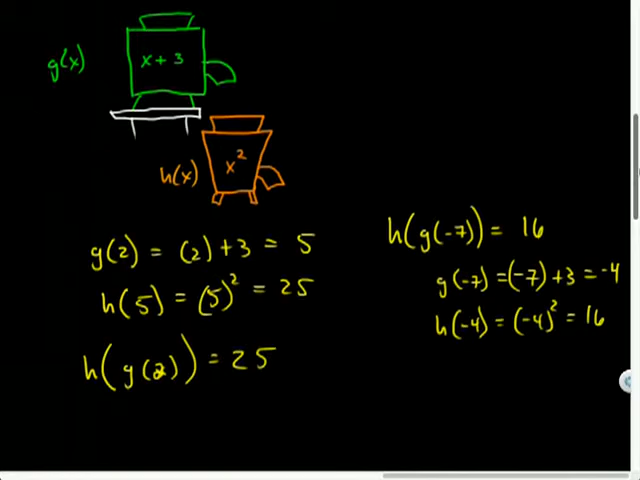 g(x)
x + 3
h(x)
x²
g(2) = (2) + 3 = 5
h(5) = (5)² = 25
h(g(2)) = 25
h(g(-7)) = 16
g(-7) = (-7) + 3 = -4
h(-4) = (-4)² = 16